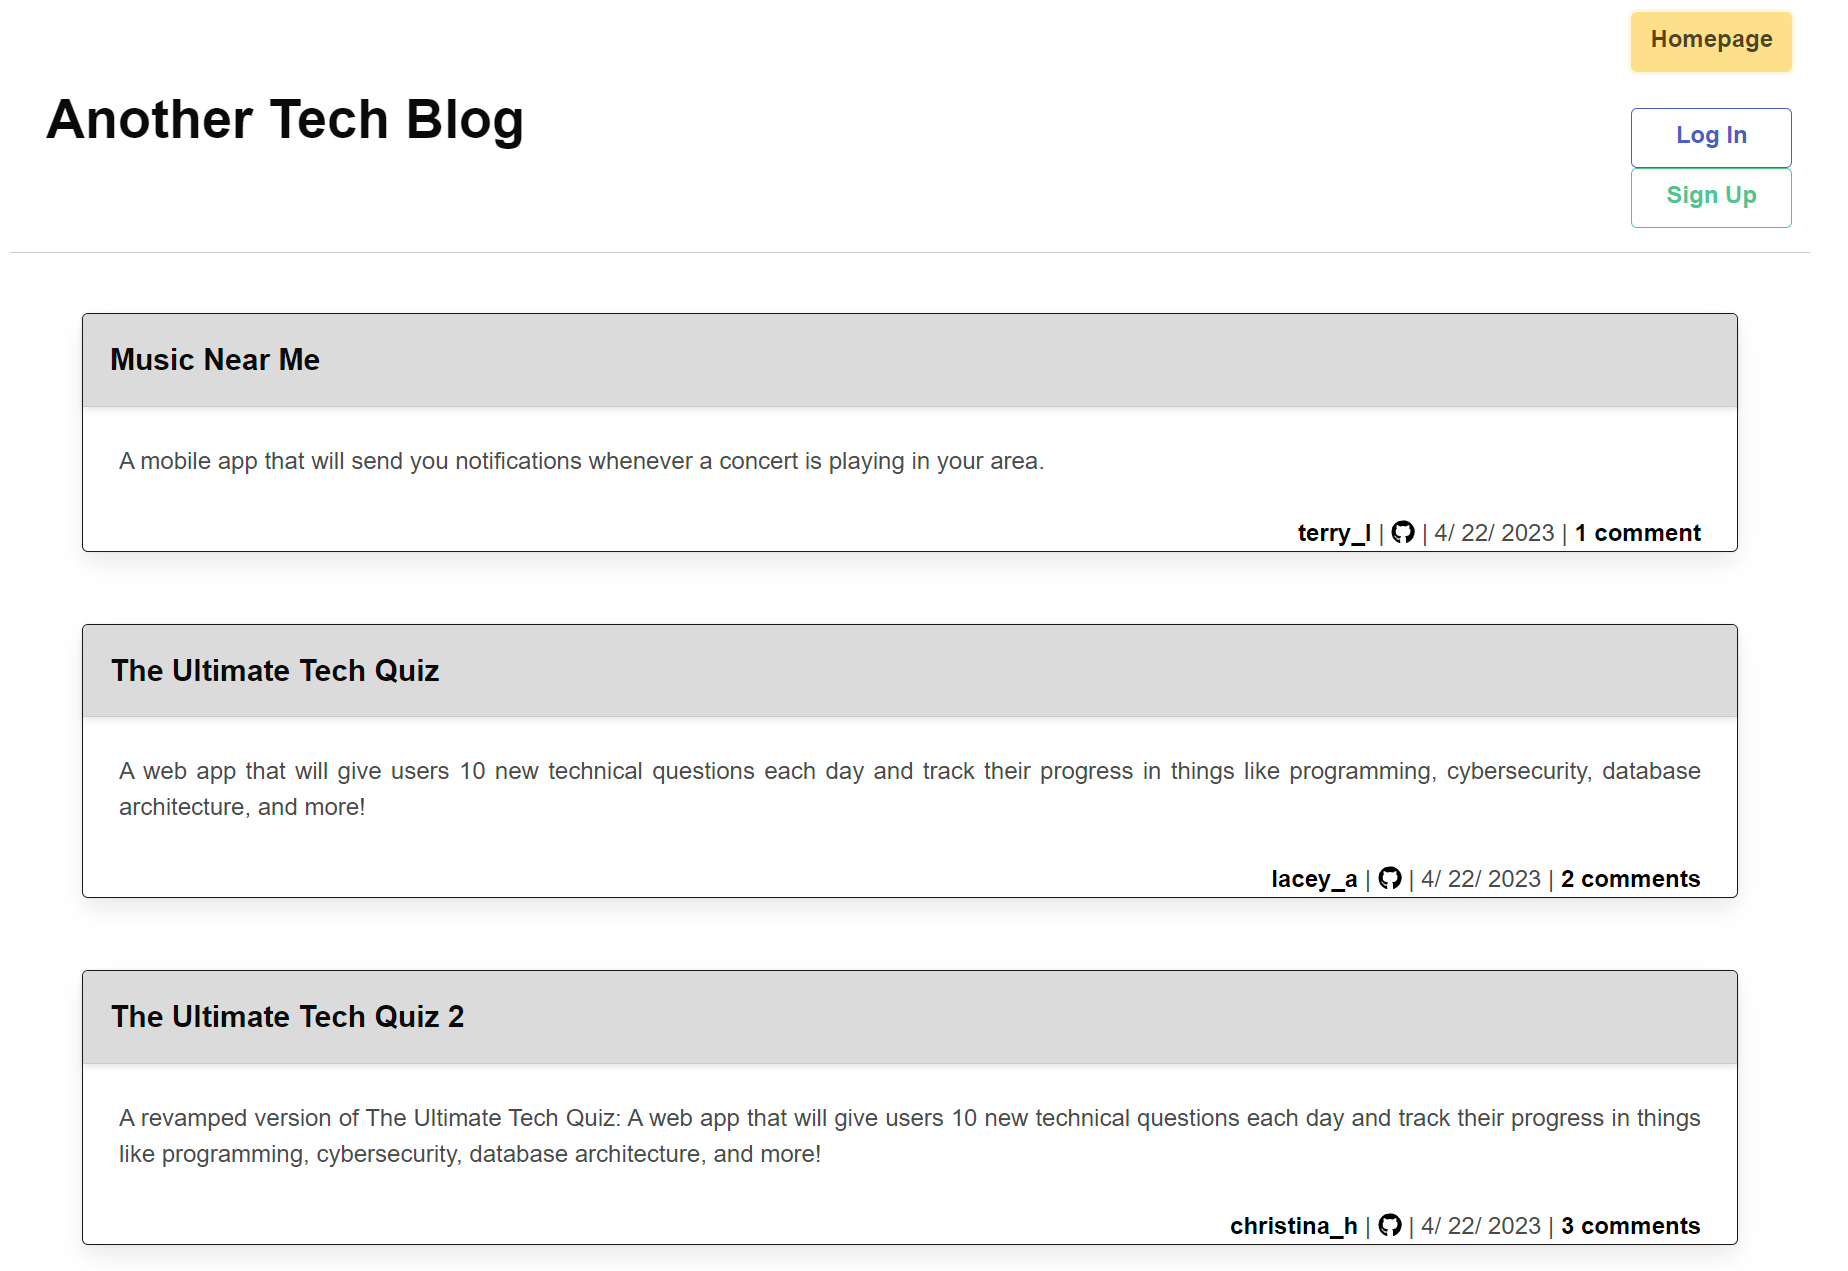 Homepage
Another Tech Blog
Log In
Sign Up
Music Near Me
A mobile app that will send you notifications whenever a concert is playing in your area.
terry_l | | 4/ 22/ 2023 | 1 comment
The Ultimate Tech Quiz
A web app that will give users 10 new technical questions each day and track their progress in things like programming, cybersecurity, database
architecture, and more!
lacey_a | | 4/ 22/ 2023 | 2 comments
The Ultimate Tech Quiz 2
A revamped version of The Ultimate Tech Quiz: A web app that will give users 10 new technical questions each day and track their progress in things
like programming, cybersecurity, database architecture, and more!
christina_h | | 4/ 22/ 2023 | 3 comments